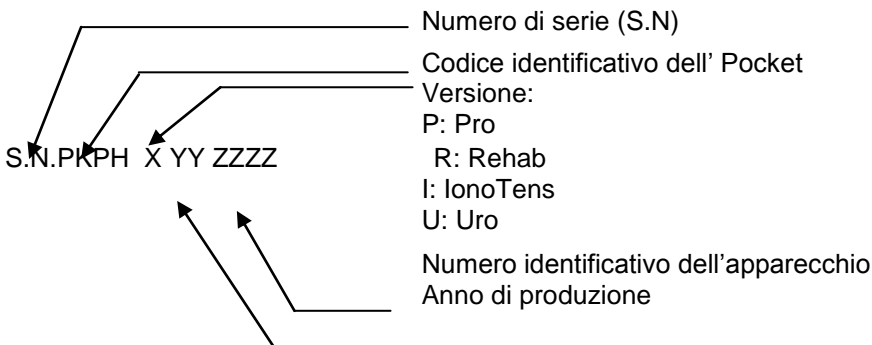 Numero di serie (S.N)
Codice identificativo dell’ Pocket
Versione:
P: Pro
R: Rehab
S.N.PKPH X YY ZZZZ
I: IonoTens
U: Uro
Numero identificativo dell’apparecchio
Anno di produzione